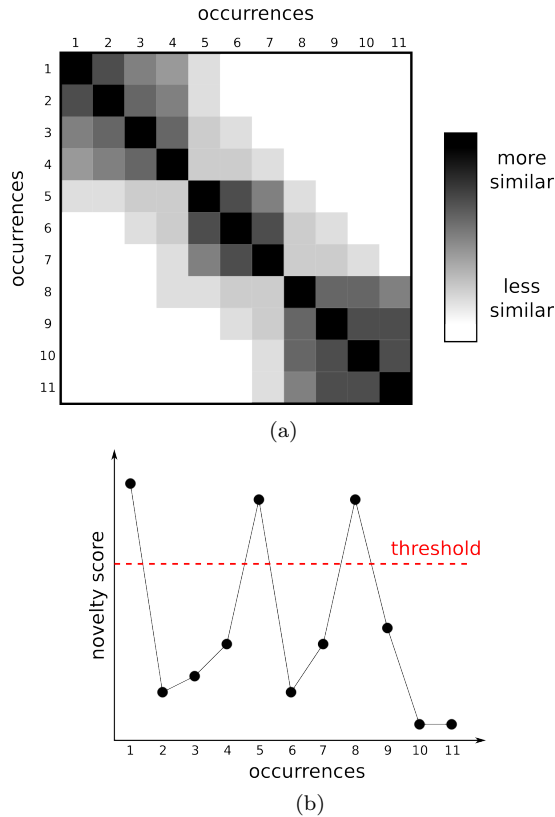 occurrences
1 2 3 4 5 6 7 8 9 10 11
occurrences
1
2
3
4
5
6
7
8
9
10
11
more
similar
less
similar
(a)
novelty score
threshold
1 2 3 4 5 6 7 8 9 10 11
occurrences
(b)